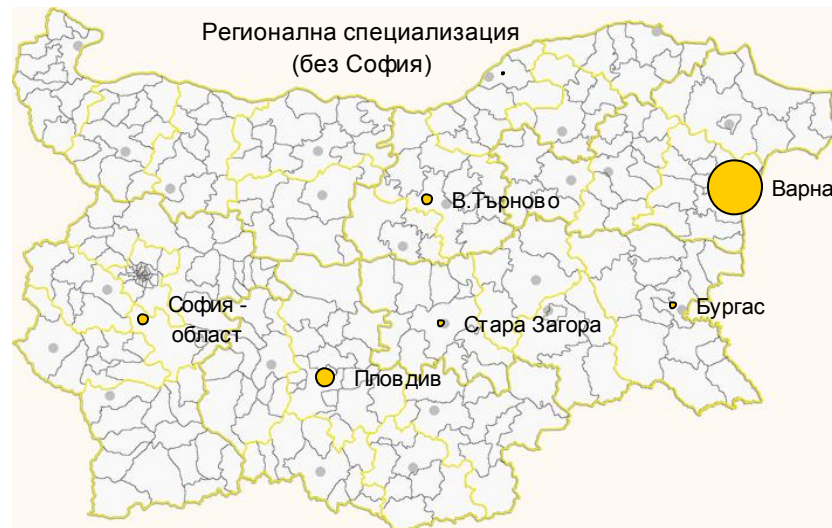 Регионална специализация
(без София)
Варна
В.Търново
Бургас
София -
област
Стара Загора
Пловдив